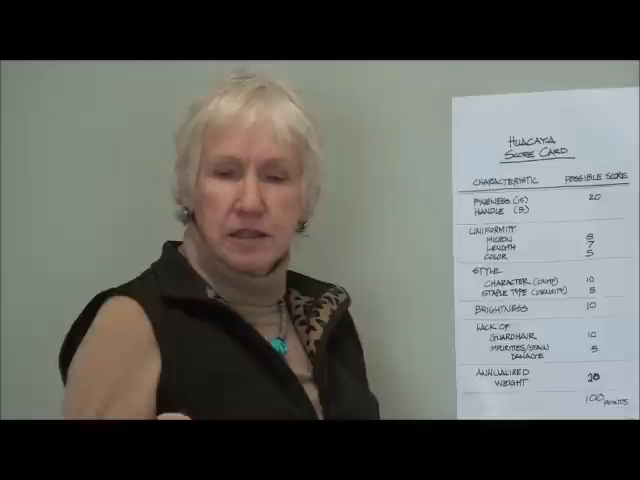 HUACAYA
SCORE CARD
CHARACTERISTIC POSSIBLE SCORE
FINENESS (15) 20
HANDLE (5)
UNIFORMITY
MICRON 8
LENGTH 7
COLOR 5
STYLE
CHARACTER (CRIMP) 10
STAPLE TYPE (DENSITY) 5
BRIGHTNESS 10
LACK OF
GUARDHAIR 10
IMPURITIES/STAIN 5
DAMAGE
ANNUALIZED
WEIGHT 20
100 POINTS